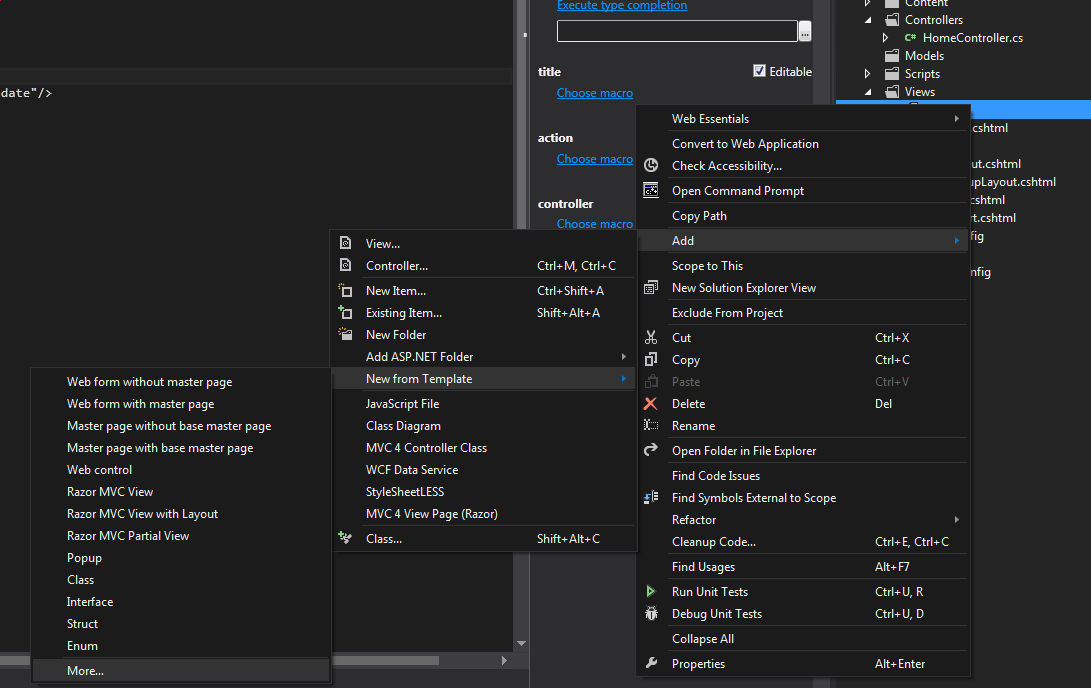 date"/>
Execute type completion
...
title
Editable
Choose macro
action
Choose macro
controller
Choose macro
Content
Controllers
C# HomeController.cs
Models
Scripts
Views
.cshtml
ut.cshtml
upLayout.cshtml
.cshtml
rt.cshtml
fig
nfig
Web Essentials
Convert to Web Application
Check Accessibility...
Open Command Prompt
Copy Path
Add
Scope to This
New Solution Explorer View
Exclude From Project
Cut Ctrl+X
Copy Ctrl+C
Paste Ctrl+V
Delete Del
Rename
Open Folder in File Explorer
Find Code Issues
Find Symbols External to Scope
Refactor
Cleanup Code... Ctrl+E, Ctrl+C
Find Usages Alt+F7
Run Unit Tests Ctrl+U, R
Debug Unit Tests Ctrl+U, D
Collapse All
Properties Alt+Enter
View...
Controller... Ctrl+M, Ctrl+C
New Item... Ctrl+Shift+A
Existing Item... Shift+Alt+A
New Folder
Add ASP.NET Folder
New from Template
JavaScript File
Class Diagram
MVC 4 Controller Class
WCF Data Service
StyleSheetLESS
MVC 4 View Page (Razor)
Class... Shift+Alt+C
Web form without master page
Web form with master page
Master page without base master page
Master page with base master page
Web control
Razor MVC View
Razor MVC View with Layout
Razor MVC Partial View
Popup
Class
Interface
Struct
Enum
More...